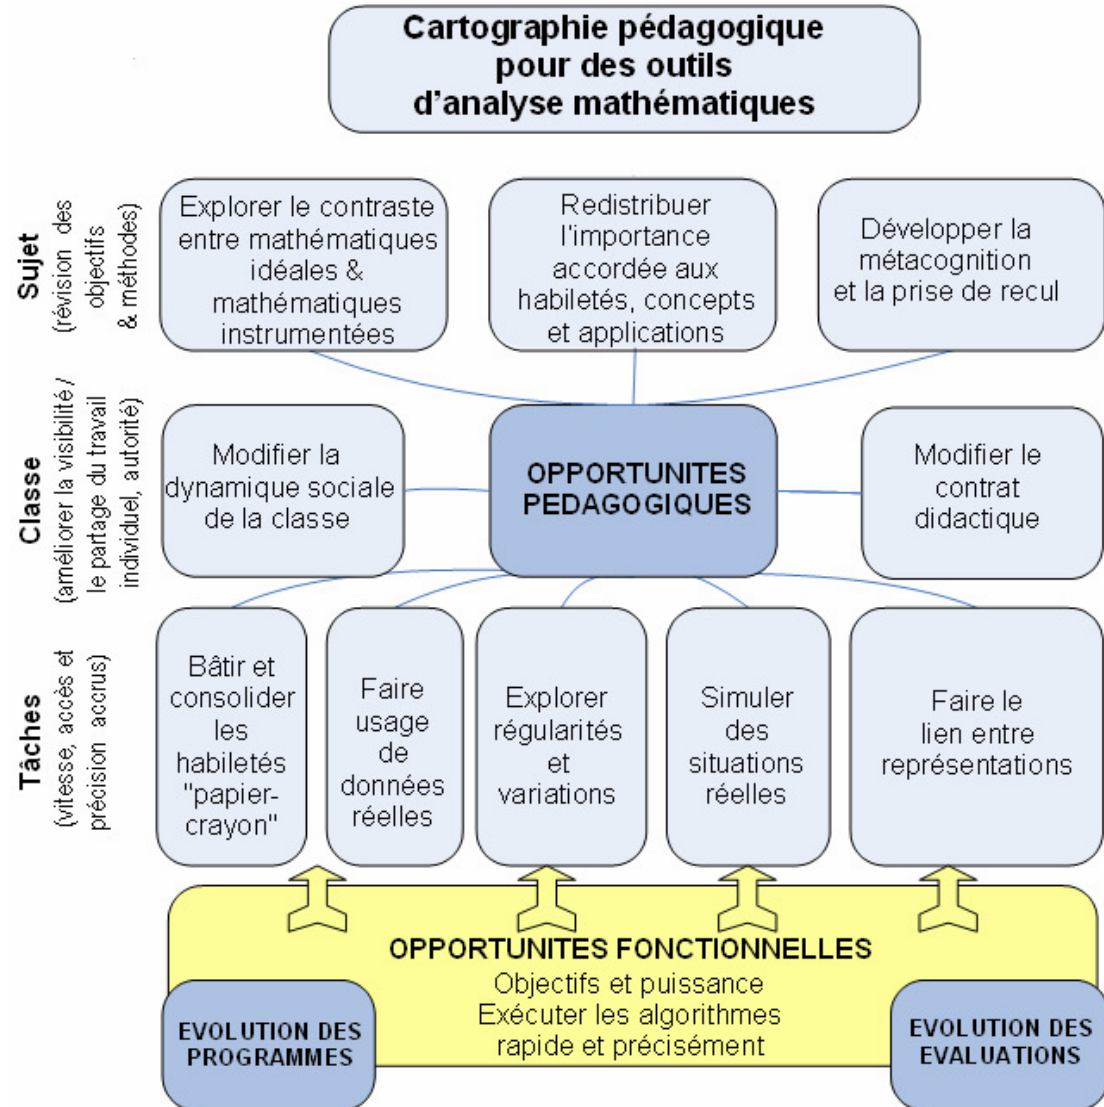 Cartographie pédagogique
pour des outils
d'analyse mathématiques
Sujet
(révision des
objectifs
& méthodes)
Explorer le contraste
entre mathématiques
idéales &
mathématiques
instrumentées
Redistribuer
l'importance
accordée aux
habiletés, concepts
et applications
Développer la
métacognition
et la prise de recul
Classe
(améliorer la visibilité /
le partage du travail
individuel, autorité)
Modifier la
dynamique sociale
de la classe
OPPORTUNITES
PEDAGOGIQUES
Modifier le
contrat
didactique
Tâches
(vitesse, accès et
précision accrus)
Bâtir et
consolider
les
habiletés
"papier-
crayon"
Faire
usage
de
données
réelles
Explorer
régularités
et
variations
Simuler
des
situations
réelles
Faire le
lien entre
représentations
OPPORTUNITES FONCTIONNELLES
Objectifs et puissance
Exécuter les algorithmes
rapide et précisément
EVOLUTION DES
PROGRAMMES
EVOLUTION DES
EVALUATIONS